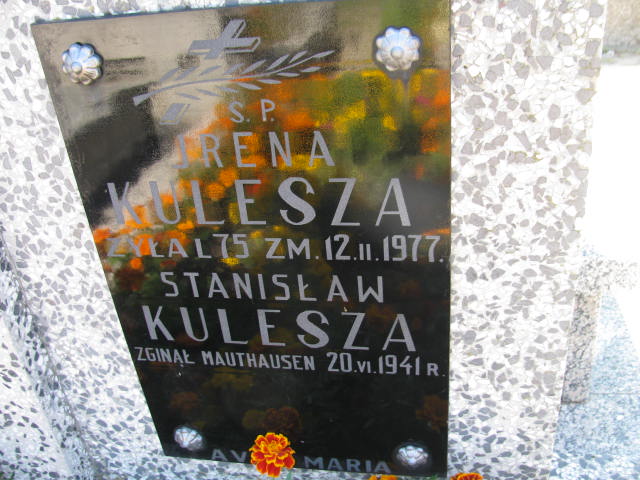 Ś. P.
IRENA
KULESZA
ŻYŁA L 75 ZM. 12.II.1977.
STANISŁAW
KULESZA
ZGINĄŁ MAUTHAUSEN 20.VI.1941 R.
MARIA